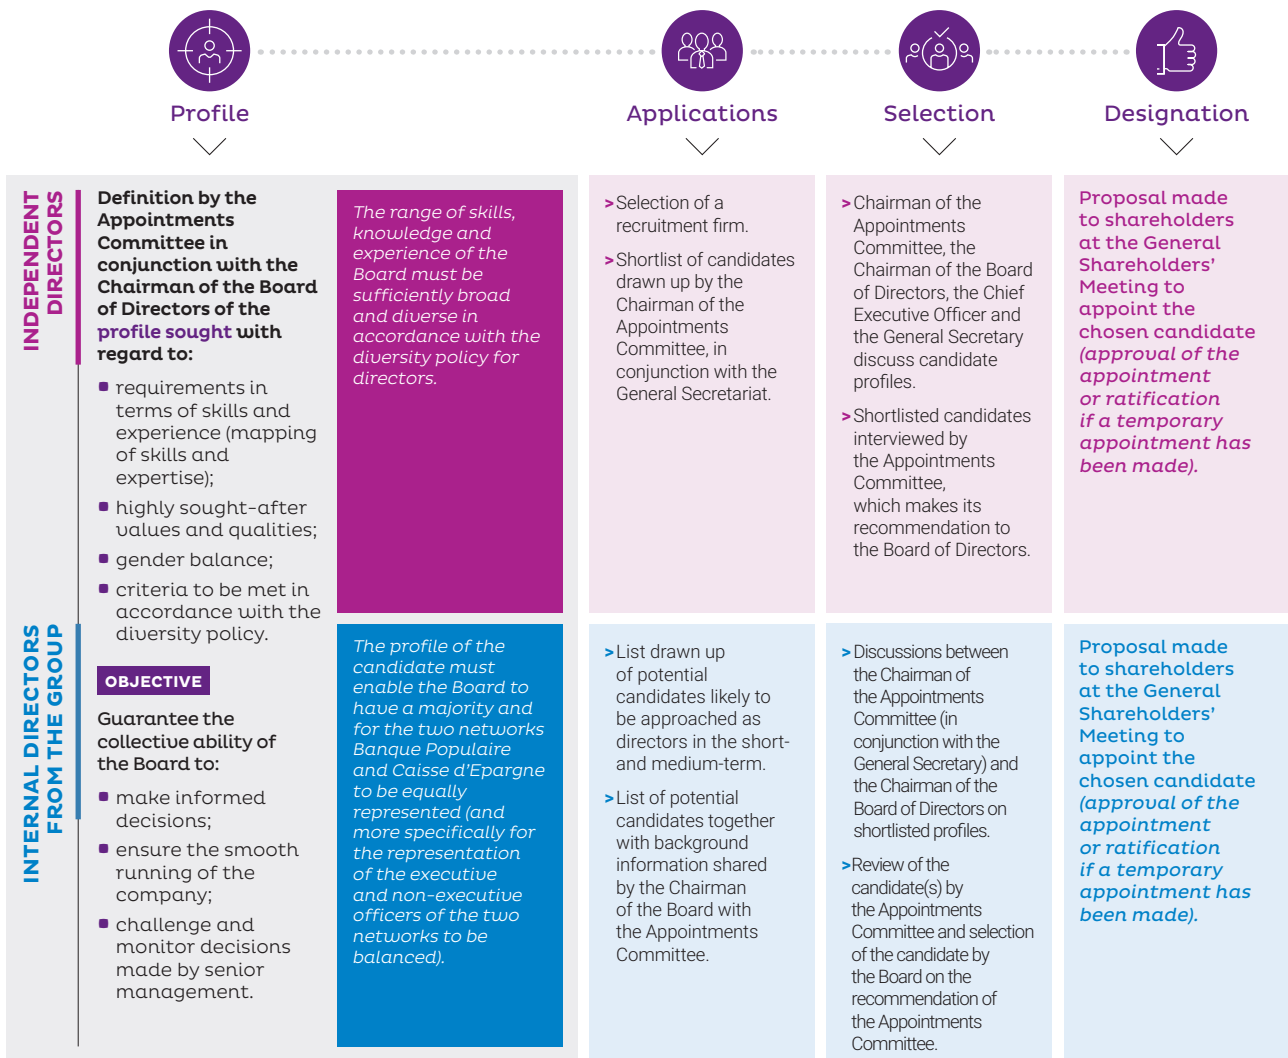 Profile
Applications
Selection
Designation
INDEPENDENT
DIRECTORS
Definition by the
Appointments
Committee in
conjunction with the
Chairman of the Board
of Directors of the
profile sought with
regard to:
requirements in
terms of skills and
experience (mapping
of skills and
expertise);
highly sought-after
values and qualities;
gender balance;
criteria to be met in
accordance with the
diversity policy.
OBJECTIVE
Guarantee the
collective ability of
the Board to:
make informed
decisions;
ensure the smooth
running of the
company;
challenge and
monitor decisions
made by senior
management.
The range of skills,
knowledge and
experience of the
Board must be
sufficiently broad
and diverse in
accordance with the
diversity policy for
directors.
> Selection of a
recruitment firm.
> Shortlist of candidates
drawn up by the
Chairman of the
Appointments
Committee, in
conjunction with the
General Secretariat.
> Chairman of the
Appointments
Committee, the
Chairman of the Board
of Directors, the Chief
Executive Officer and
the General Secretary
discuss candidate
profiles.
> Shortlisted candidates
interviewed by
the Appointments
Committee,
which makes its
recommendation to
the Board of Directors.
Proposal made
to shareholders
at the General
Shareholders'
Meeting to
appoint the
chosen candidate
(approval of the
appointment
or ratification
if a temporary
appointment has
been made).
INTERNAL DIRECTORS
FROM THE GROUP
The profile of the
candidate must
enable the Board to
have a majority and
for the two networks
Banque Populaire
and Caisse d'Epargne
to be equally
represented (and
more specifically for
the representation
of the executive
and non-executive
officers of the two
networks to be
balanced).
> List drawn up
of potential
candidates likely to
be approached as
directors in the short-
and medium-term.
> List of potential
candidates together
with background
information shared
by the Chairman
of the Board with
the Appointments
Committee.
> Discussions between
the Chairman of
the Appointments
Committee (in
conjunction with the
General Secretary) and
the Chairman of the
Board of Directors on
shortlisted profiles.
> Review of the
candidate(s) by
the Appointments
Committee and selection
of the candidate by
the Board on the
recommendation of
the Appointments
Committee.
Proposal made
to shareholders
at the General
Shareholders'
Meeting to
appoint the
chosen candidate
(approval of the
appointment
or ratification
if a temporary
appointment has
been made).